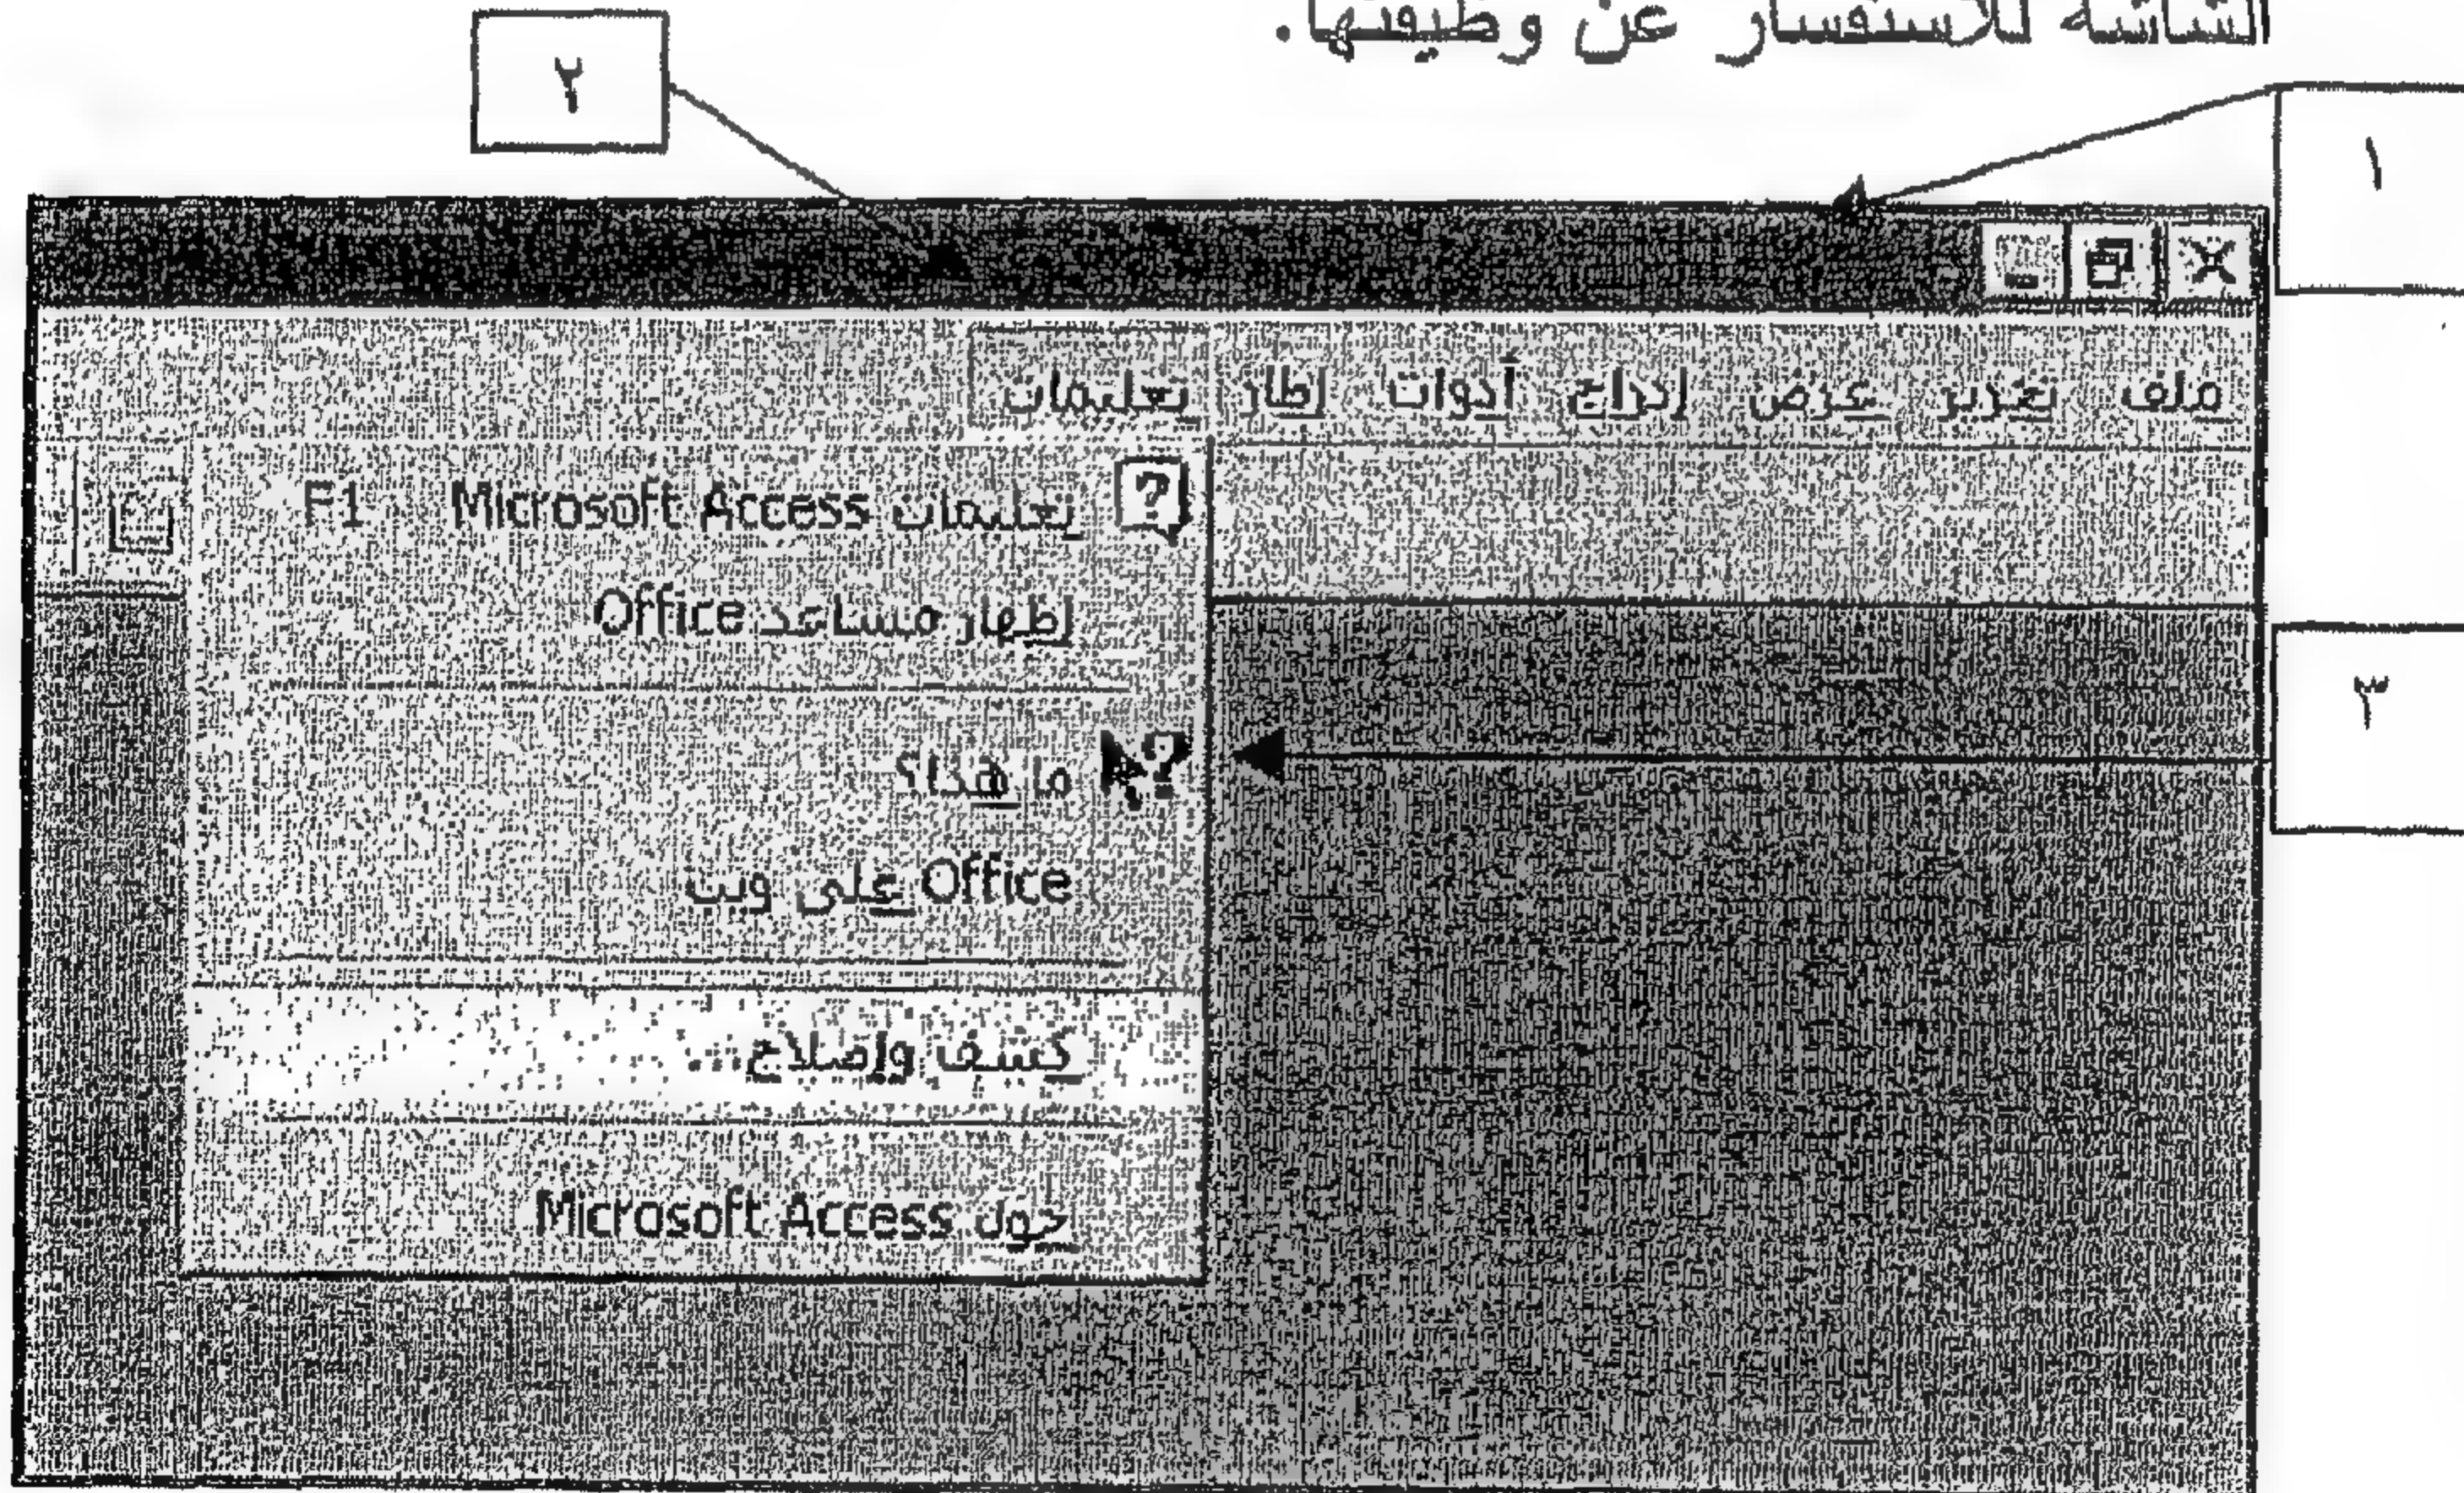 الشاشة للاستفسار عن وظيفتها.
٢
١
ملف تحرير عرض إدراج أدوات إطار تعليمات
تعليمات Microsoft Access F1
إظهار مساعد Office
٣
ما هذا؟
Office على ويب
كشف وإصلاح...
حول Microsoft Access